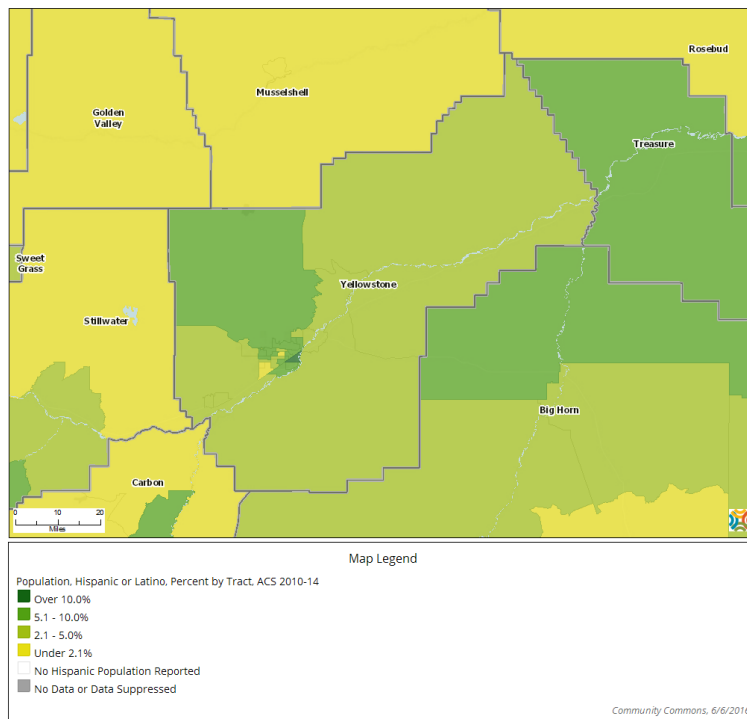 Rosebud
Musselshell
Golden
Valley
Treasure
Sweet
Grass
Yellowstone
Stillwater
Big Horn
Carbon
0 10 20
Miles
Map Legend
Population, Hispanic or Latino, Percent by Tract, ACS 2010-14
Over 10.0%
5.1 - 10.0%
2.1 - 5.0%
Under 2.1%
No Hispanic Population Reported
No Data or Data Suppressed
Community Commons, 6/6/2016